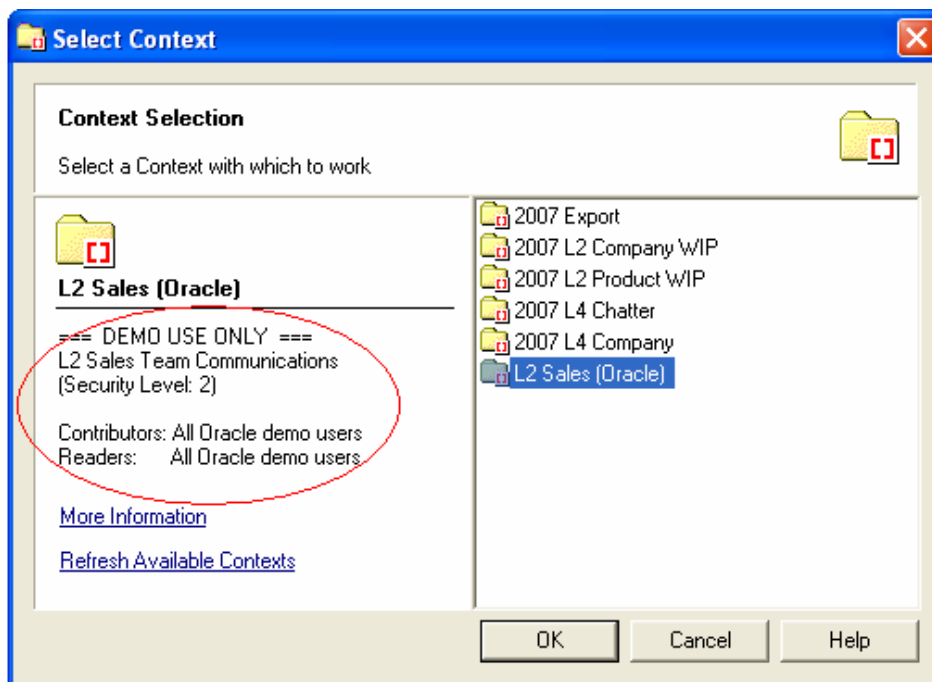 Select Context
Context Selection
Select a Context with which to work
L2 Sales (Oracle)
=== DEMO USE ONLY ===
L2 Sales Team Communications
(Security Level: 2)
Contributors: All Oracle demo users
Readers: All Oracle demo users
More Information
Refresh Available Contexts
2007 Export
2007 L2 Company WIP
2007 L2 Product WIP
2007 L4 Chatter
2007 L4 Company
L2 Sales (Oracle)
OK
Cancel
Help